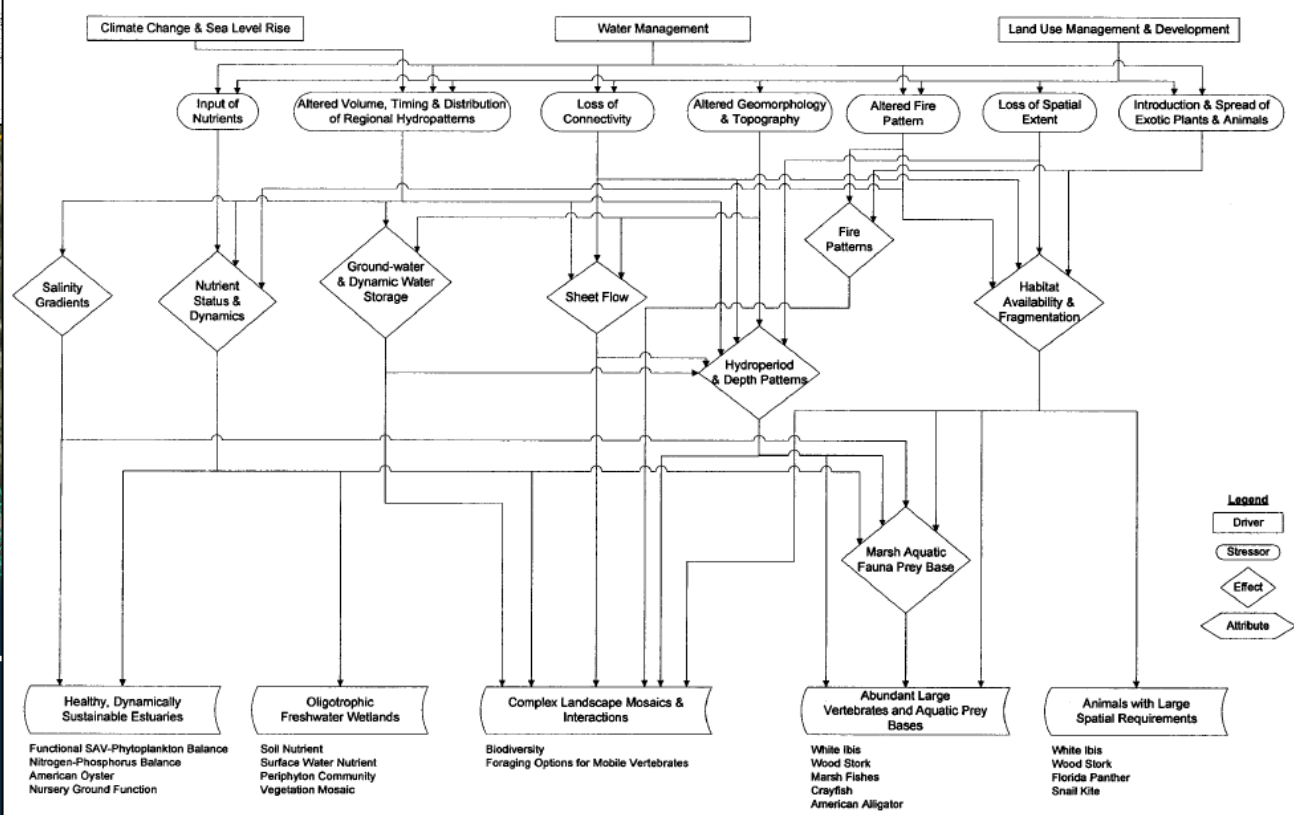 Climate Change & Sea Level Rise
Water Management
Land Use Management & Development
Input of
Nutrients
Altered Volume, Timing & Distribution
of Regional Hydropatterns
Loss of
Connectivity
Altered Geomorphology
& Topography
Altered Fire
Pattern
Loss of Spatial
Extent
Introduction & Spread of
Exotic Plants & Animals
Salinity
Gradients
Nutrient
Status &
Dynamics
Ground-water
& Dynamic Water
Storage
Sheet Flow
Fire
Patterns
Habitat
Availability &
Fragmentation
Hydroperiod
& Depth Patterns
Marsh Aquatic
Fauna Prey Base
Legend
Driver
Stressor
Effect
Attribute
Healthy, Dynamically
Sustainable Estuaries
Functional SAV-Phytoplankton Balance
Nitrogen-Phosphorus Balance
American Oyster
Nursery Ground Function
Oligotrophic
Freshwater Wetlands
Soil Nutrient
Surface Water Nutrient
Periphyton Community
Vegetation Mosaic
Complex Landscape Mosaics &
Interactions
Biodiversity
Foraging Options for Mobile Vertebrates
Abundant Large
Vertebrates and Aquatic Prey
Bases
White Ibis
Wood Stork
Marsh Fishes
Crayfish
American Alligator
Animals with Large
Spatial Requirements
White Ibis
Wood Stork
Florida Panther
Snail Kite